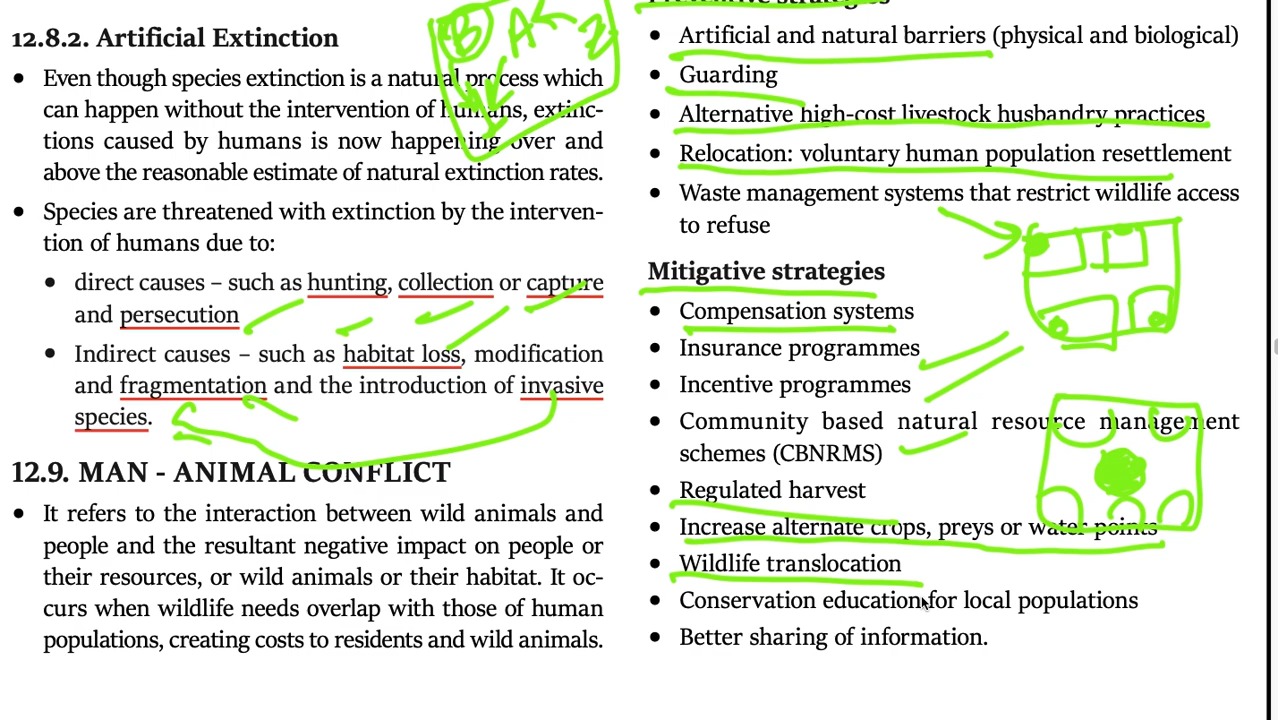 12.8.2. Artificial Extinction
• Even though species extinction is a natural process which
can happen without the intervention of humans, extinc-
tions caused by humans is now happening over and
above the reasonable estimate of natural extinction rates.
• Species are threatened with extinction by the interven-
tion of humans due to:
• direct causes – such as hunting, collection or capture
and persecution
• Indirect causes – such as habitat loss, modification
and fragmentation and the introduction of invasive
species.
12.9. MAN - ANIMAL CONFLICT
• It refers to the interaction between wild animals and
people and the resultant negative impact on people or
their resources, or wild animals or their habitat. It oc-
curs when wildlife needs overlap with those of human
populations, creating costs to residents and wild animals.
B A
strategies
• Artificial and natural barriers (physical and biological)
• Guarding
• Alternative high-cost livestock husbandry practices
• Relocation: voluntary human population resettlement
• Waste management systems that restrict wildlife access
to refuse
Mitigative strategies
• Compensation systems
• Insurance programmes
• Incentive programmes
• Community based natural resource management
schemes (CBNRMS)
• Regulated harvest
• Increase alternate crops, preys or water points
• Wildlife translocation
• Conservation education for local populations
• Better sharing of information.